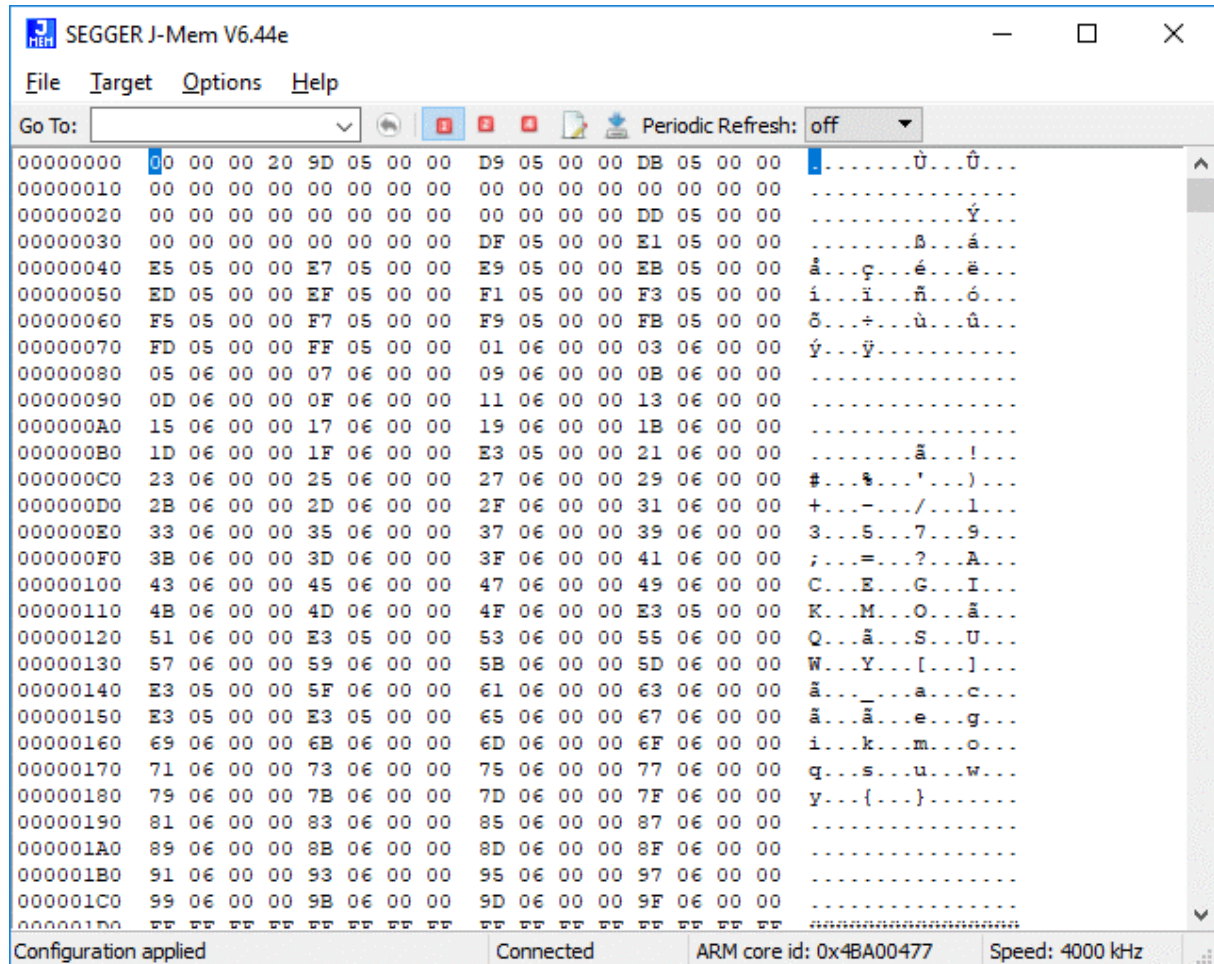 SEGGER J-Mem V6.44e
File Target Options Help
Go To: 1 2 4 Periodic Refresh: off
00000000 00 00 00 20 9D 05 00 00 D9 05 00 00 DB 05 00 00 ........Ù...Û...
00000010 00 00 00 00 00 00 00 00 00 00 00 00 00 00 00 00 ................
00000020 00 00 00 00 00 00 00 00 00 00 00 00 DD 05 00 00 ............Ý...
00000030 00 00 00 00 00 00 00 00 DF 05 00 00 E1 05 00 00 ........ß...á...
00000040 E5 05 00 00 E7 05 00 00 E9 05 00 00 EB 05 00 00 å...ç...é...ë...
00000050 ED 05 00 00 EF 05 00 00 F1 05 00 00 F3 05 00 00 í...ï...ñ...ó...
00000060 F5 05 00 00 F7 05 00 00 F9 05 00 00 FB 05 00 00 õ...÷...ù...û...
00000070 FD 05 00 00 FF 05 00 00 01 06 00 00 03 06 00 00 ý...ÿ...........
00000080 05 06 00 00 07 06 00 00 09 06 00 00 0B 06 00 00 ................
00000090 0D 06 00 00 0F 06 00 00 11 06 00 00 13 06 00 00 ................
000000A0 15 06 00 00 17 06 00 00 19 06 00 00 1B 06 00 00 ................
000000B0 1D 06 00 00 1F 06 00 00 E3 05 00 00 21 06 00 00 ........ã...!...
000000C0 23 06 00 00 25 06 00 00 27 06 00 00 29 06 00 00 #...%...'...)...
000000D0 2B 06 00 00 2D 06 00 00 2F 06 00 00 31 06 00 00 +...-.../...1...
000000E0 33 06 00 00 35 06 00 00 37 06 00 00 39 06 00 00 3...5...7...9...
000000F0 3B 06 00 00 3D 06 00 00 3F 06 00 00 41 06 00 00 ;...=...?...A...
00000100 43 06 00 00 45 06 00 00 47 06 00 00 49 06 00 00 C...E...G...I...
00000110 4B 06 00 00 4D 06 00 00 4F 06 00 00 E3 05 00 00 K...M...O...ã...
00000120 51 06 00 00 E3 05 00 00 53 06 00 00 55 06 00 00 Q...ã...S...U...
00000130 57 06 00 00 59 06 00 00 5B 06 00 00 5D 06 00 00 W...Y...[...]...
00000140 E3 05 00 00 5F 06 00 00 61 06 00 00 63 06 00 00 ã..._...a...c...
00000150 E3 05 00 00 E3 05 00 00 65 06 00 00 67 06 00 00 ã...ã...e...g...
00000160 69 06 00 00 6B 06 00 00 6D 06 00 00 6F 06 00 00 i...k...m...o...
00000170 71 06 00 00 73 06 00 00 75 06 00 00 77 06 00 00 q...s...u...w...
00000180 79 06 00 00 7B 06 00 00 7D 06 00 00 7F 06 00 00 y...{...}.......
00000190 81 06 00 00 83 06 00 00 85 06 00 00 87 06 00 00 ................
000001A0 89 06 00 00 8B 06 00 00 8D 06 00 00 8F 06 00 00 ................
000001B0 91 06 00 00 93 06 00 00 95 06 00 00 97 06 00 00 ................
000001C0 99 06 00 00 9B 06 00 00 9D 06 00 00 9F 06 00 00 ................
000001D0 FF FF FF FF FF FF FF FF FF FF FF FF FF FF FF FF
Configuration applied Connected ARM core id: 0x4BA00477 Speed: 4000 kHz